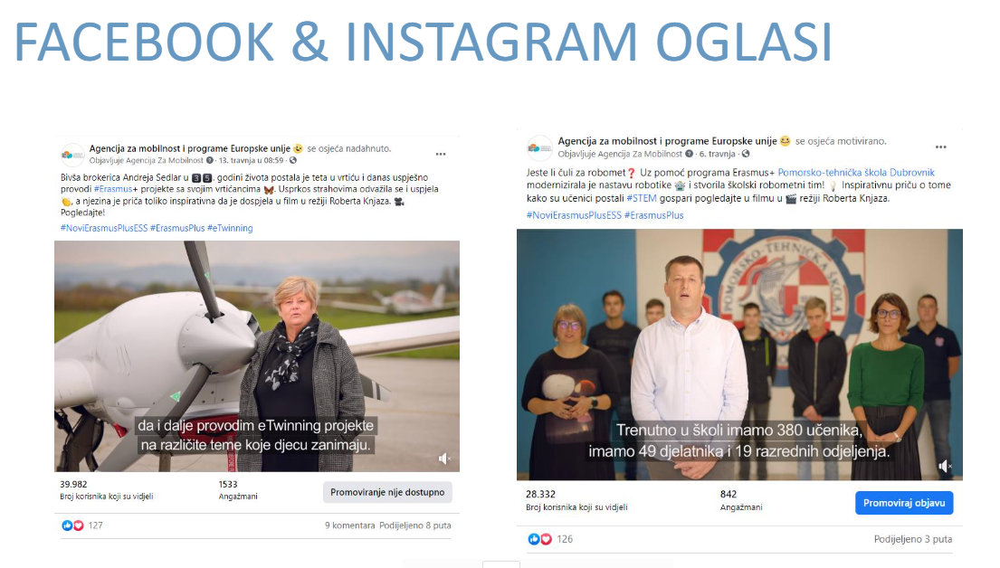 FACEBOOK & INSTAGRAM OGLASI
Agencija za mobilnost i programe Europske unije 🤩 se osjeća nadahnuto.
Objavljuje Agencija Za Mobilnost · 13. travnja u 08:59 ·
Bivša brokerica Andreja Sedlar u 3️⃣5️⃣. godini života postala je teta u vrtiću i danas uspješno
provodi #Erasmus+ projekte sa svojim vrtićancima 🦋. Usprkos strahovima odvažila se i uspjela
👏, a njezina je priča toliko inspirativna da je dospjela u film u režiji Roberta Knjaza. 🎥
Pogledajte!
#NoviErasmusPlusESS #ErasmusPlus #eTwinning
da i dalje provodim eTwinning projekte
na različite teme koje djecu zanimaju.
39.982
Broj korisnika koji su vidjeli
1533
Angažmani
Promoviranje nije dostupno
127
9 komentara Podijeljeno 8 puta
Agencija za mobilnost i programe Europske unije 😄 se osjeća motivirano.
Objavljuje Agencija Za Mobilnost · 6. travnja ·
Jeste li čuli za robomet❓ Uz pomoć programa Erasmus+ Pomorsko-tehnička škola Dubrovnik
modernizirala je nastavu robotike 🤖 i stvorila školski robometni tim! 💡 Inspirativnu priču o tome
kako su učenici postali #STEM gospari pogledajte u filmu u 🎬 režiji Roberta Knjaza.
#NoviErasmusPlusESS #ErasmusPlus
POMORSKO-TEHNIČKA ŠKOLA
Trenutno u školi imamo 380 učenika,
imamo 49 djelatnika i 19 razrednih odjeljenja.
28.332
Broj korisnika koji su vidjeli
842
Angažmani
Promoviraj objavu
126
Podijeljeno 3 puta